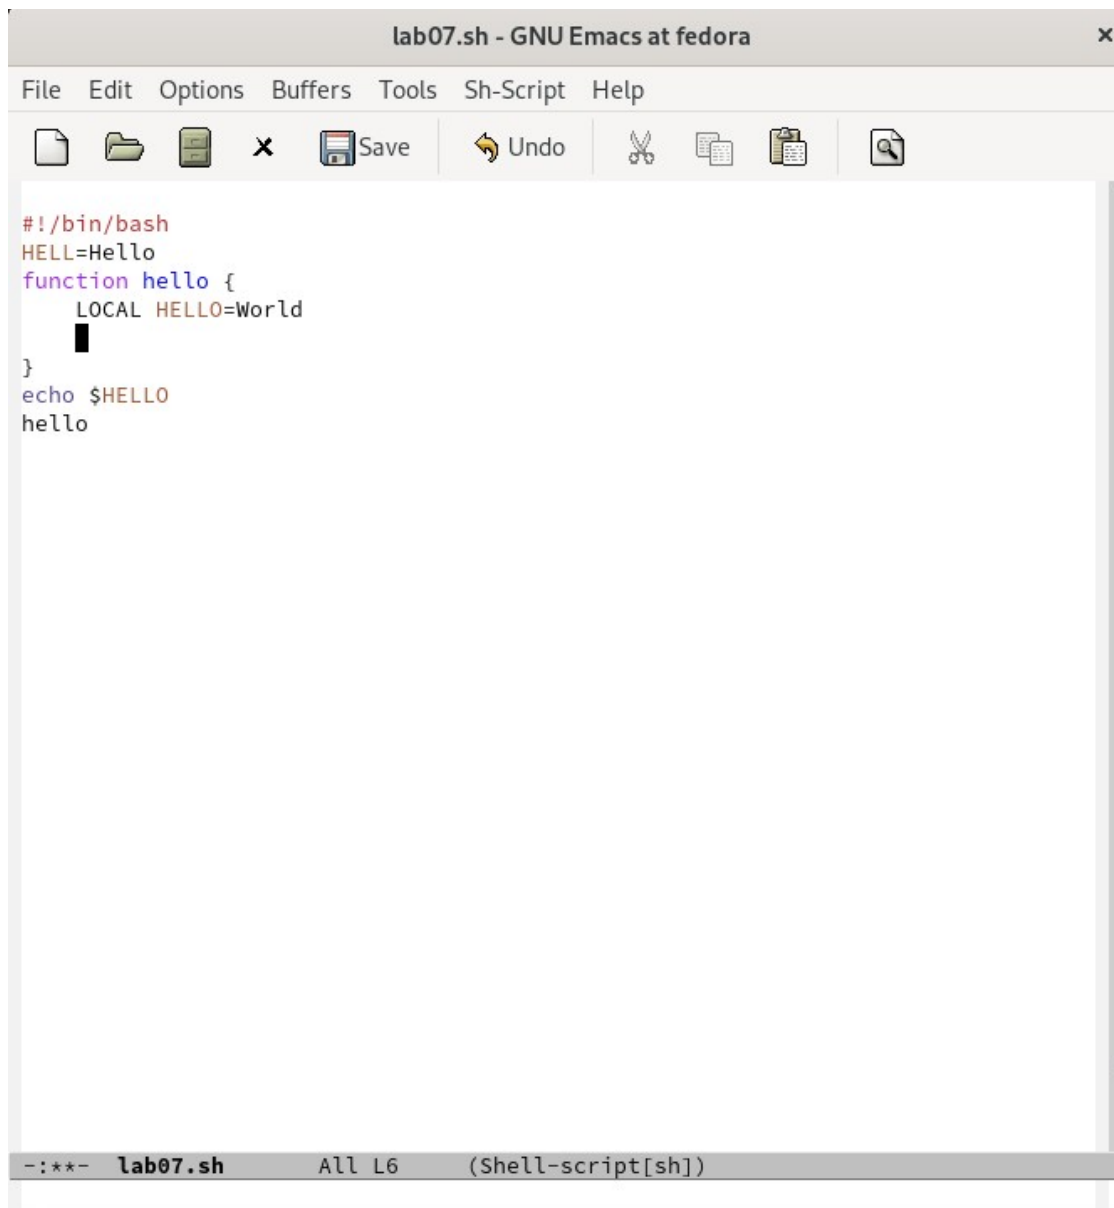 lab07.sh - GNU Emacs at fedora
File Edit Options Buffers Tools Sh-Script Help
Save Undo
#!/bin/bash
HELL=Hello
function hello {
    LOCAL HELLO=World
}
echo $HELLO
hello
-:**- lab07.sh All L6 (Shell-script[sh])